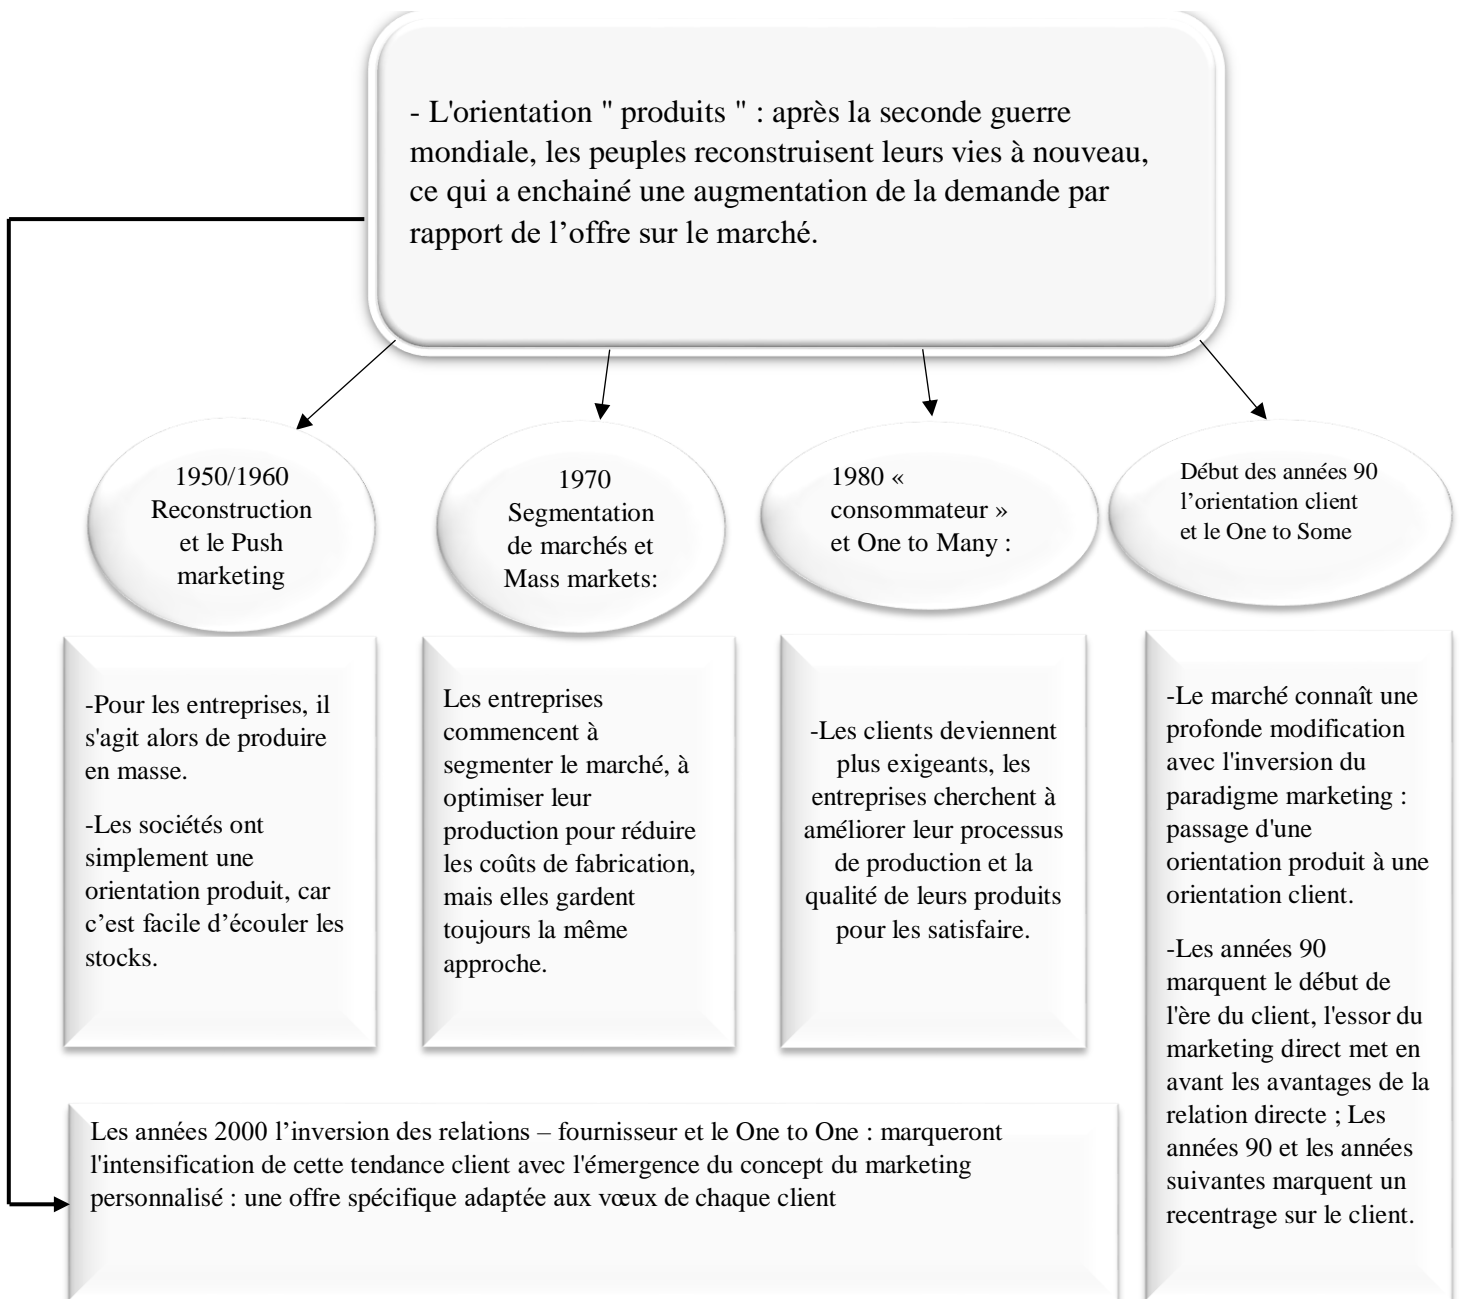 - L'orientation " produits " : après la seconde guerre
mondiale, les peuples reconstruisent leurs vies à nouveau,
ce qui a enchainé une augmentation de la demande par
rapport de l’offre sur le marché.
1950/1960
Reconstruction
et le Push
marketing
1970
Segmentation
de marchés et
Mass markets:
1980 «
consommateur »
et One to Many :
Début des années 90
l’orientation client
et le One to Some
-Pour les entreprises, il
s'agit alors de produire
en masse.
-Les sociétés ont
simplement une
orientation produit, car
c’est facile d’écouler les
stocks.
Les entreprises
commencent à
segmenter le marché, à
optimiser leur
production pour réduire
les coûts de fabrication,
mais elles gardent
toujours la même
approche.
-Les clients deviennent
plus exigeants, les
entreprises cherchent à
améliorer leur processus
de production et la
qualité de leurs produits
pour les satisfaire.
-Le marché connaît une
profonde modification
avec l'inversion du
paradigme marketing :
passage d'une
orientation produit à une
orientation client.
-Les années 90
marquent le début de
l'ère du client, l'essor du
marketing direct met en
avant les avantages de la
relation directe ; Les
années 90 et les années
suivantes marquent un
recentrage sur le client.
Les années 2000 l’inversion des relations – fournisseur et le One to One : marqueront
l'intensification de cette tendance client avec l'émergence du concept du marketing
personnalisé : une offre spécifique adaptée aux vœux de chaque client